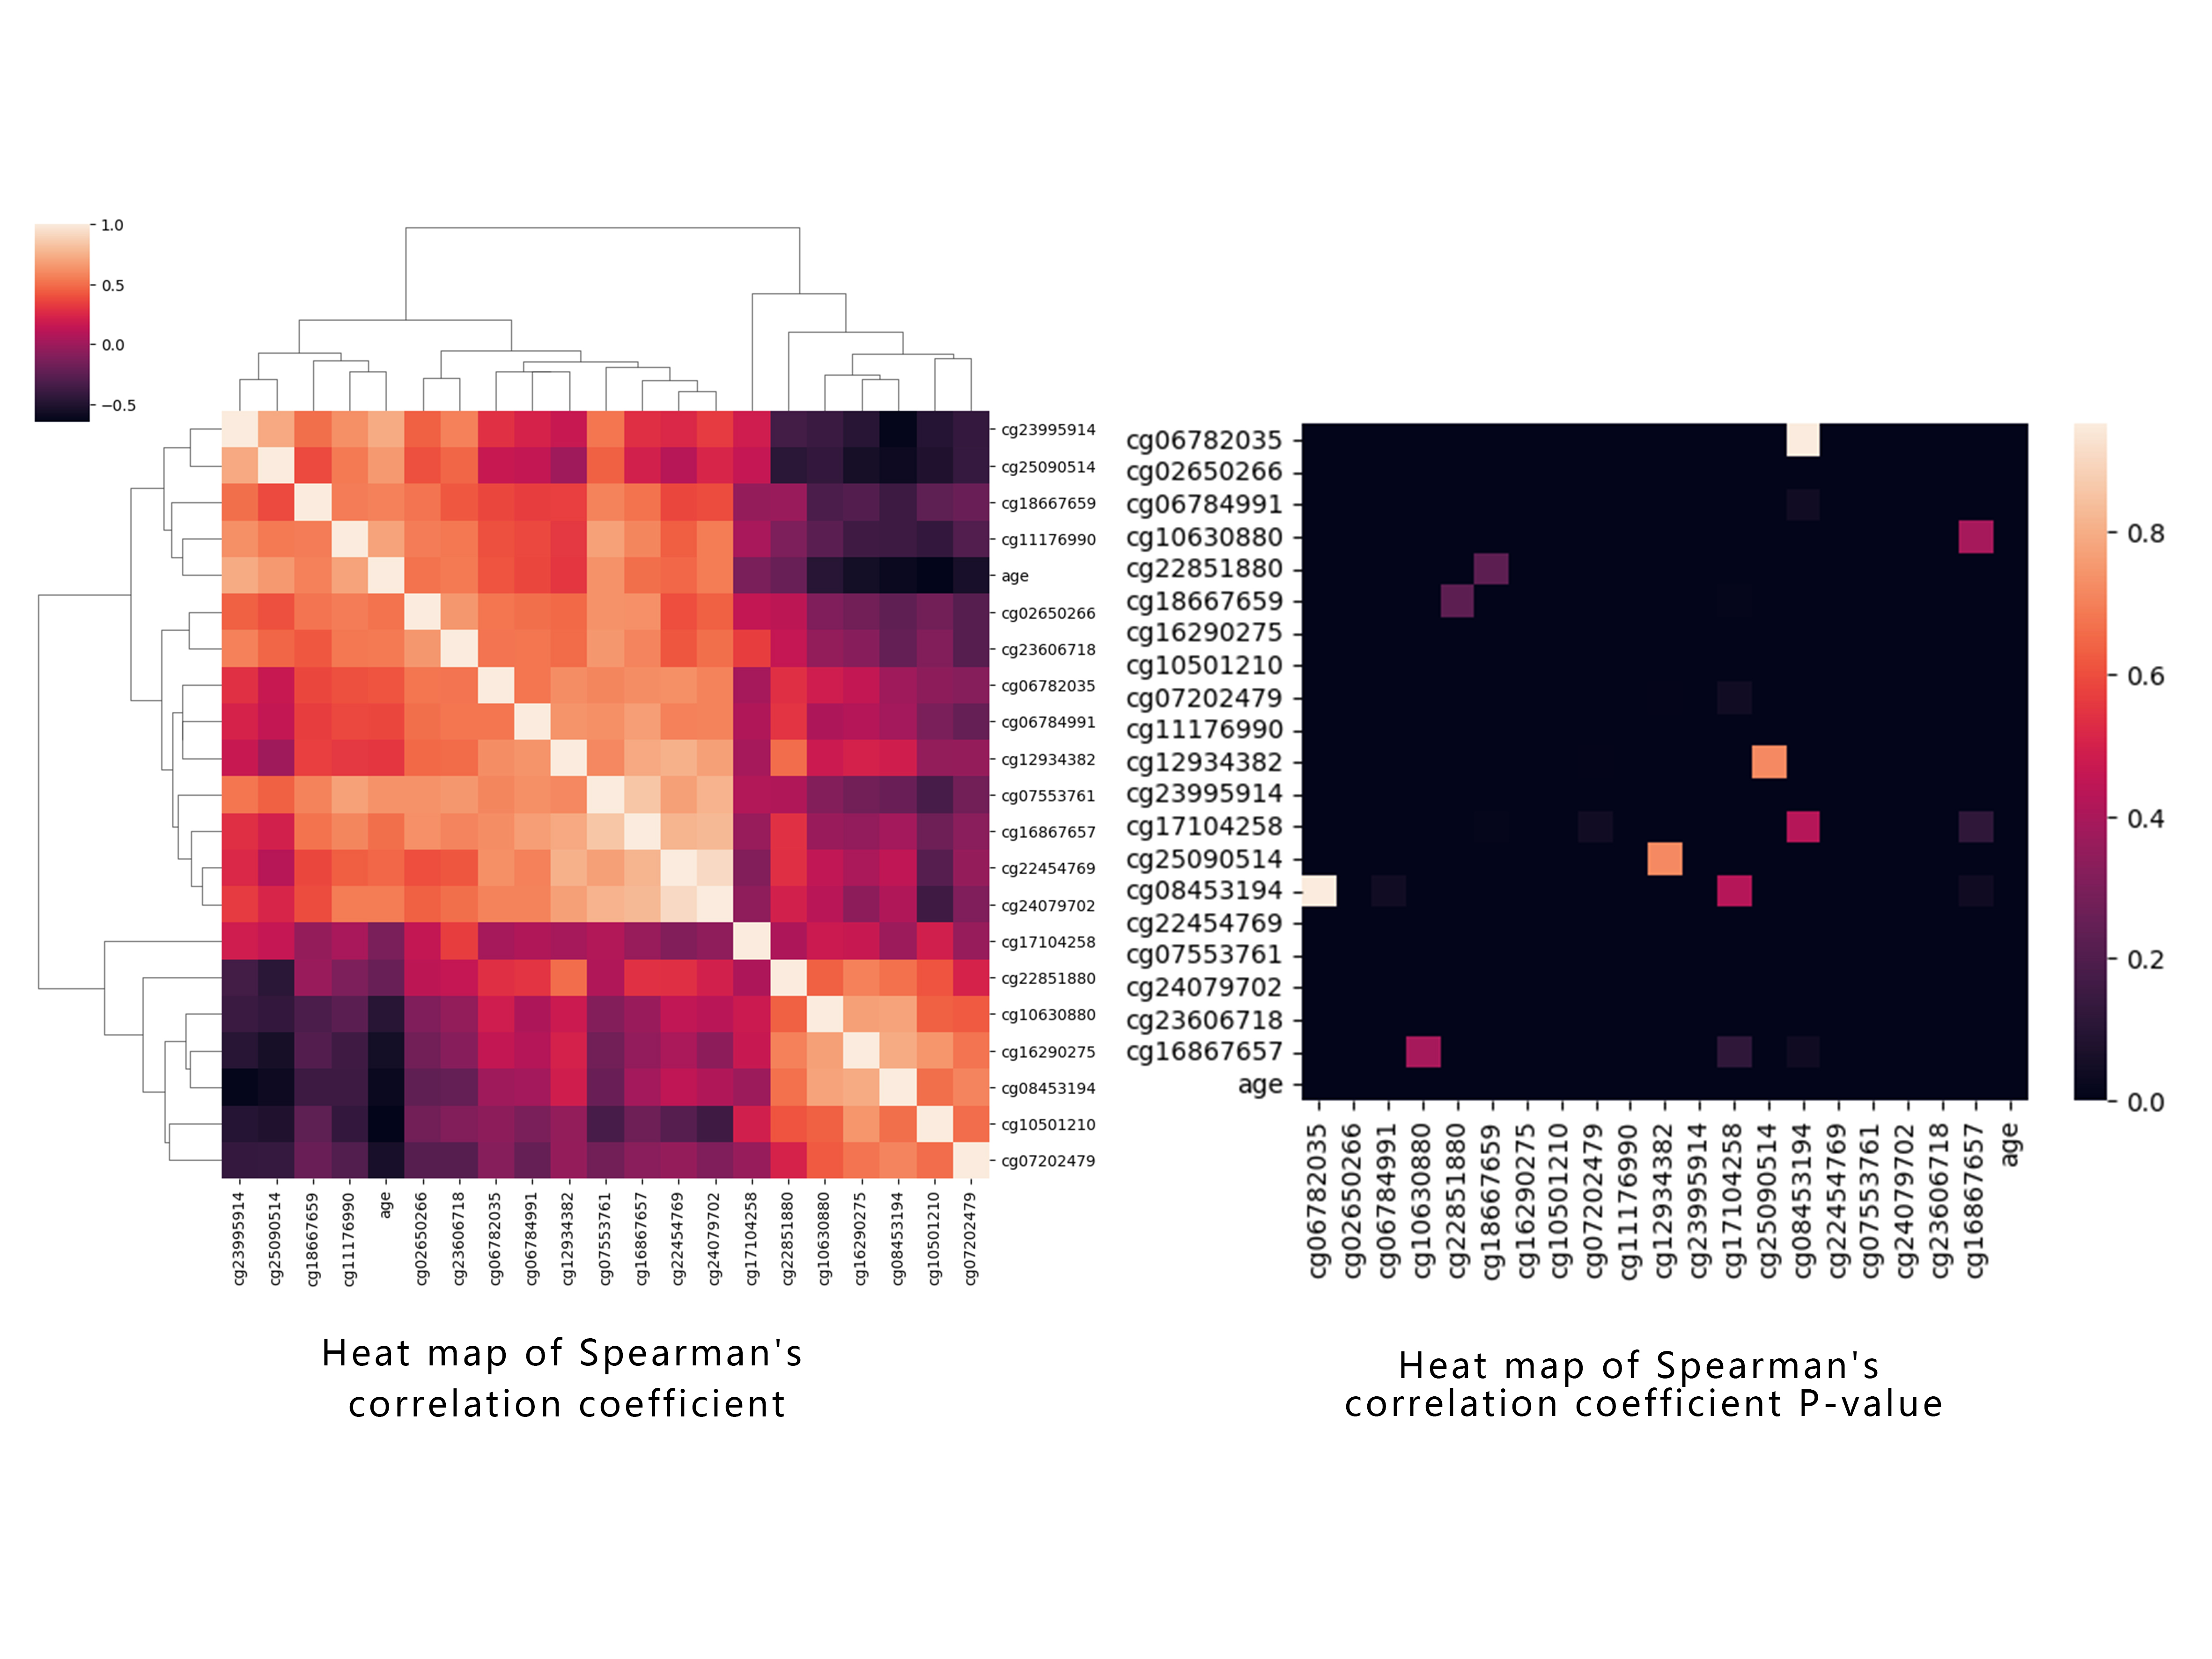 1.0
0.5
0.0
−0.5
cg23995914
cg25090514
cg18667659
cg11176990
age
cg02650266
cg23606718
cg06782035
cg06784991
cg12934382
cg07553761
cg16867657
cg22454769
cg24079702
cg17104258
cg22851880
cg10630880
cg16290275
cg08453194
cg10501210
cg07202479
cg23995914
cg25090514
cg18667659
cg11176990
age
cg02650266
cg23606718
cg06782035
cg06784991
cg12934382
cg07553761
cg16867657
cg22454769
cg24079702
cg17104258
cg22851880
cg10630880
cg16290275
cg08453194
cg10501210
cg07202479
Heat map of Spearman's
correlation coefficient
cg06782035
cg02650266
cg06784991
cg10630880
cg22851880
cg18667659
cg16290275
cg10501210
cg07202479
cg11176990
cg12934382
cg23995914
cg17104258
cg25090514
cg08453194
cg22454769
cg07553761
cg24079702
cg23606718
cg16867657
age
cg06782035
cg02650266
cg06784991
cg10630880
cg22851880
cg18667659
cg16290275
cg10501210
cg07202479
cg11176990
cg12934382
cg23995914
cg17104258
cg25090514
cg08453194
cg22454769
cg07553761
cg24079702
cg23606718
cg16867657
age
0.8
0.6
0.4
0.2
0.0
Heat map of Spearman's
correlation coefficient P-value